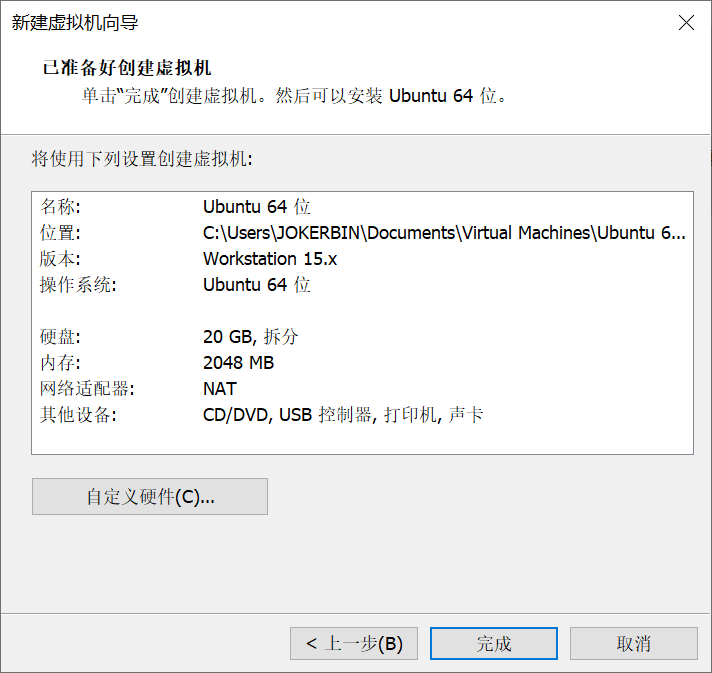 新建虚拟机向导
已准备好创建虚拟机
单击“完成”创建虚拟机。然后可以安装 Ubuntu 64 位。
将使用下列设置创建虚拟机:
名称: Ubuntu 64 位
位置: C:\Users\JOKERBIN\Documents\Virtual Machines\Ubuntu 6...
版本: Workstation 15.x
操作系统: Ubuntu 64 位
硬盘: 20 GB, 拆分
内存: 2048 MB
网络适配器: NAT
其他设备: CD/DVD, USB 控制器, 打印机, 声卡
自定义硬件(C)...
< 上一步(B) 完成 取消